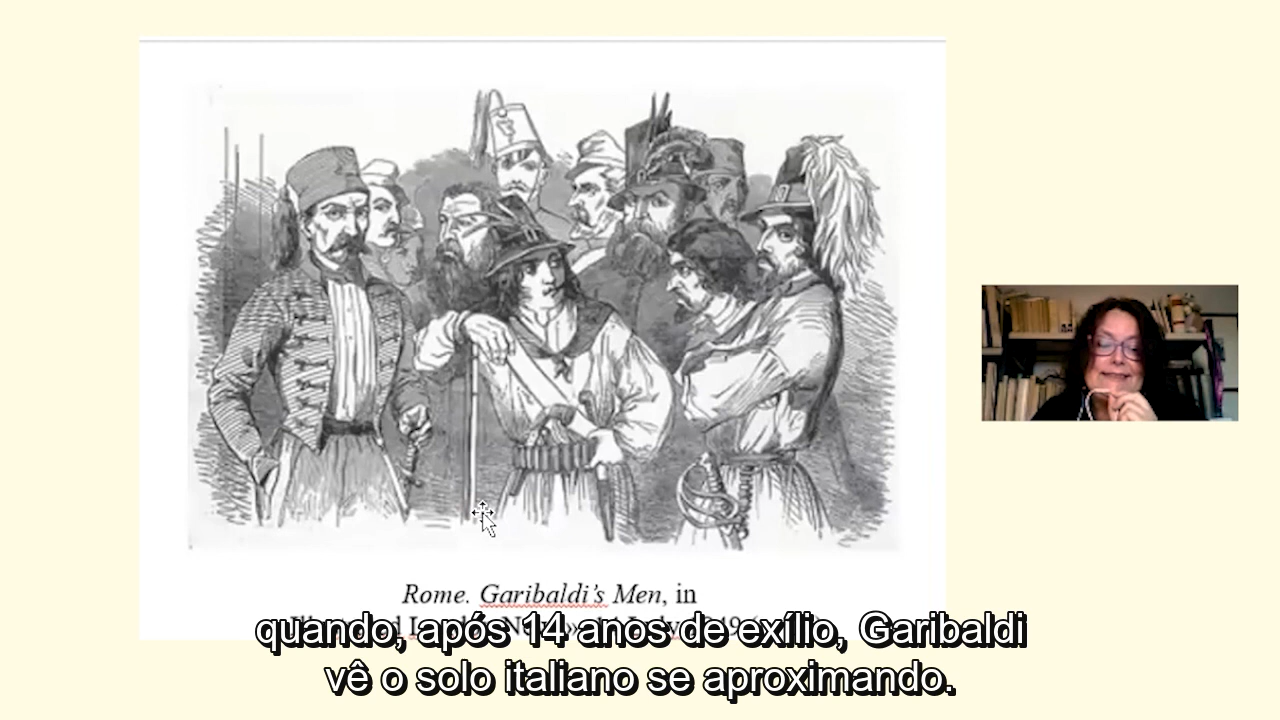 Rome. Garibaldi's Men, in
quando, após 14 anos de exílio, Garibaldi
vê o solo italiano se aproximando.